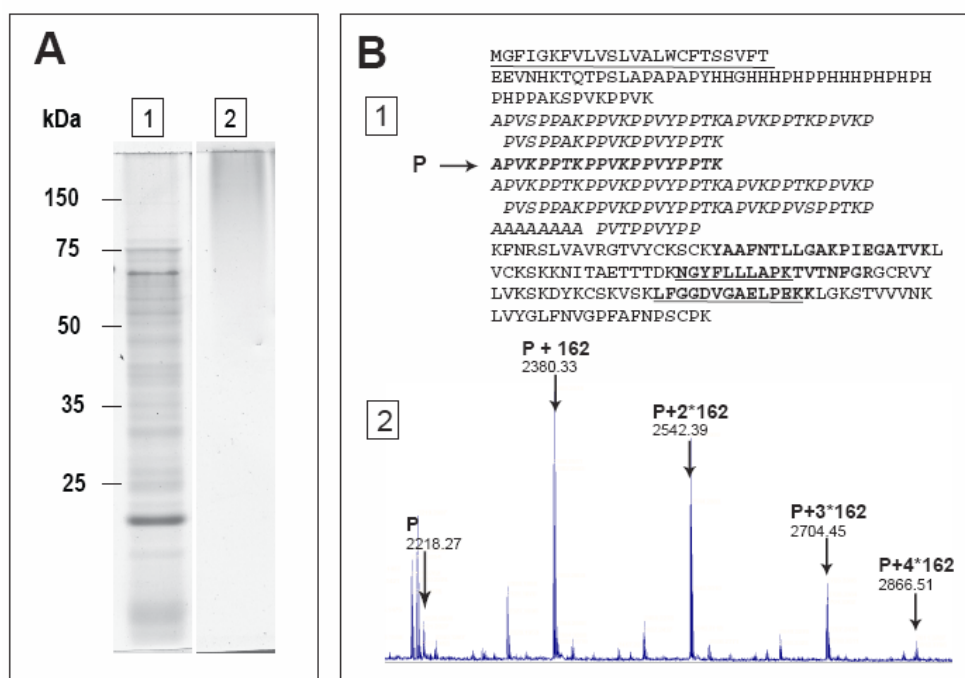 A
kDa
1
2
150
75
50
35
25
B
1
MGFIGKFVLVSLVALWCFTSSVFT
EEVNHKTQTPSLAPAPAPYHHGHHHPHPPHHHPHPHPH
PHPPAKSPVKPPVK
APVSPPAKPPVKPPVYPPTKAPVKPPTKPPVKP
PVSPPAKPPVKPPVYPPTK
P
APVKPPTKPPVKPPVYPPTK
APVKPPTKPPVKPPVYPPTKAPVKPPTKPPVKP
PVSPPAKPPVKPPVYPPTKAPVKPPVSPPTKP
AAAAAAAA PVTPPVYPP
KFNRSLVAVRGTVYCKSCKYAAFNTLLGAKPIEGATVKL
VCKSKKNITAETTTDKNGYFLLLAPKTVTNFGRGCRVY
LVKSKDYKCSKVSKLFGGDVGAELPEKKLGKSTVVVNK
LVYGLFNVGPFAFNPSCPK
2
P
2218.27
P + 162
2380.33
P+2*162
2542.39
P+3*162
2704.45
P+4*162
2866.51